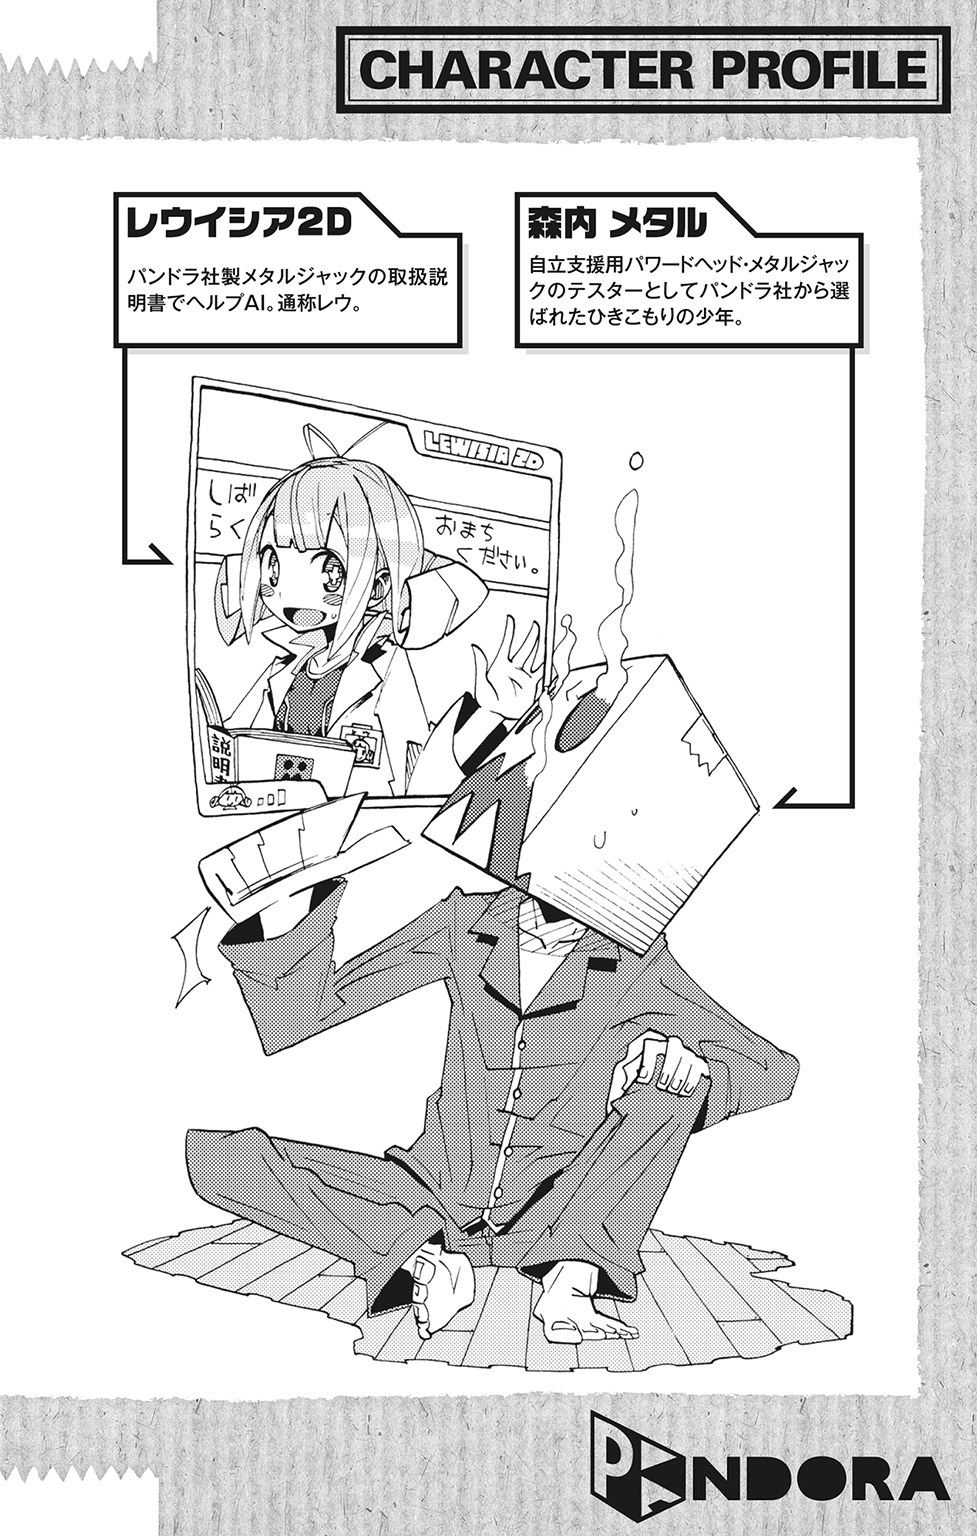 CHARACTER PROFILE
森内 メタル
自立支援用パワードヘッド・メタルジャッ
クのテスターとしてパンドラ社から選
ばれたひきこもりの少年。
レウイシア2D
パンドラ社製メタルジャックの取扱説
明書でヘルプAI。通称レウ。
LEWISIA 2D
しば
らく
おまち
ください。
説明
PANDORA